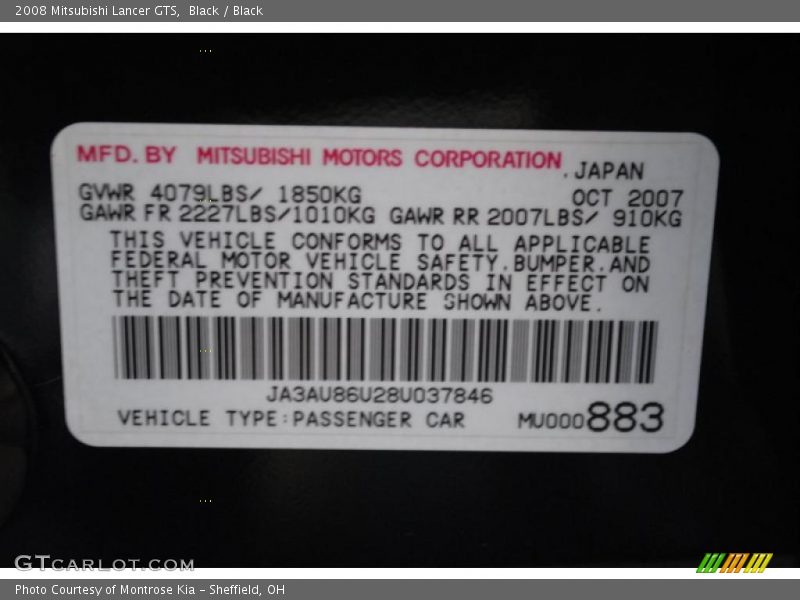 2008 Mitsubishi Lancer GTS,  Black / Black
MFD. BY MITSUBISHI MOTORS CORPORATION, JAPAN
GVWR 4079LBS/ 1850KG OCT 2007
GAWR FR 2227LBS/1010KG GAWR RR 2007LBS/ 910KG
THIS VEHICLE CONFORMS TO ALL APPLICABLE
FEDERAL MOTOR VEHICLE SAFETY, BUMPER, AND
THEFT PREVENTION STANDARDS IN EFFECT ON
THE DATE OF MANUFACTURE SHOWN ABOVE.
JA3AU86U28U037846
VEHICLE TYPE:PASSENGER CAR MU000883
GTCARLOT.COM
Photo Courtesy of Montrose Kia – Sheffield, OH